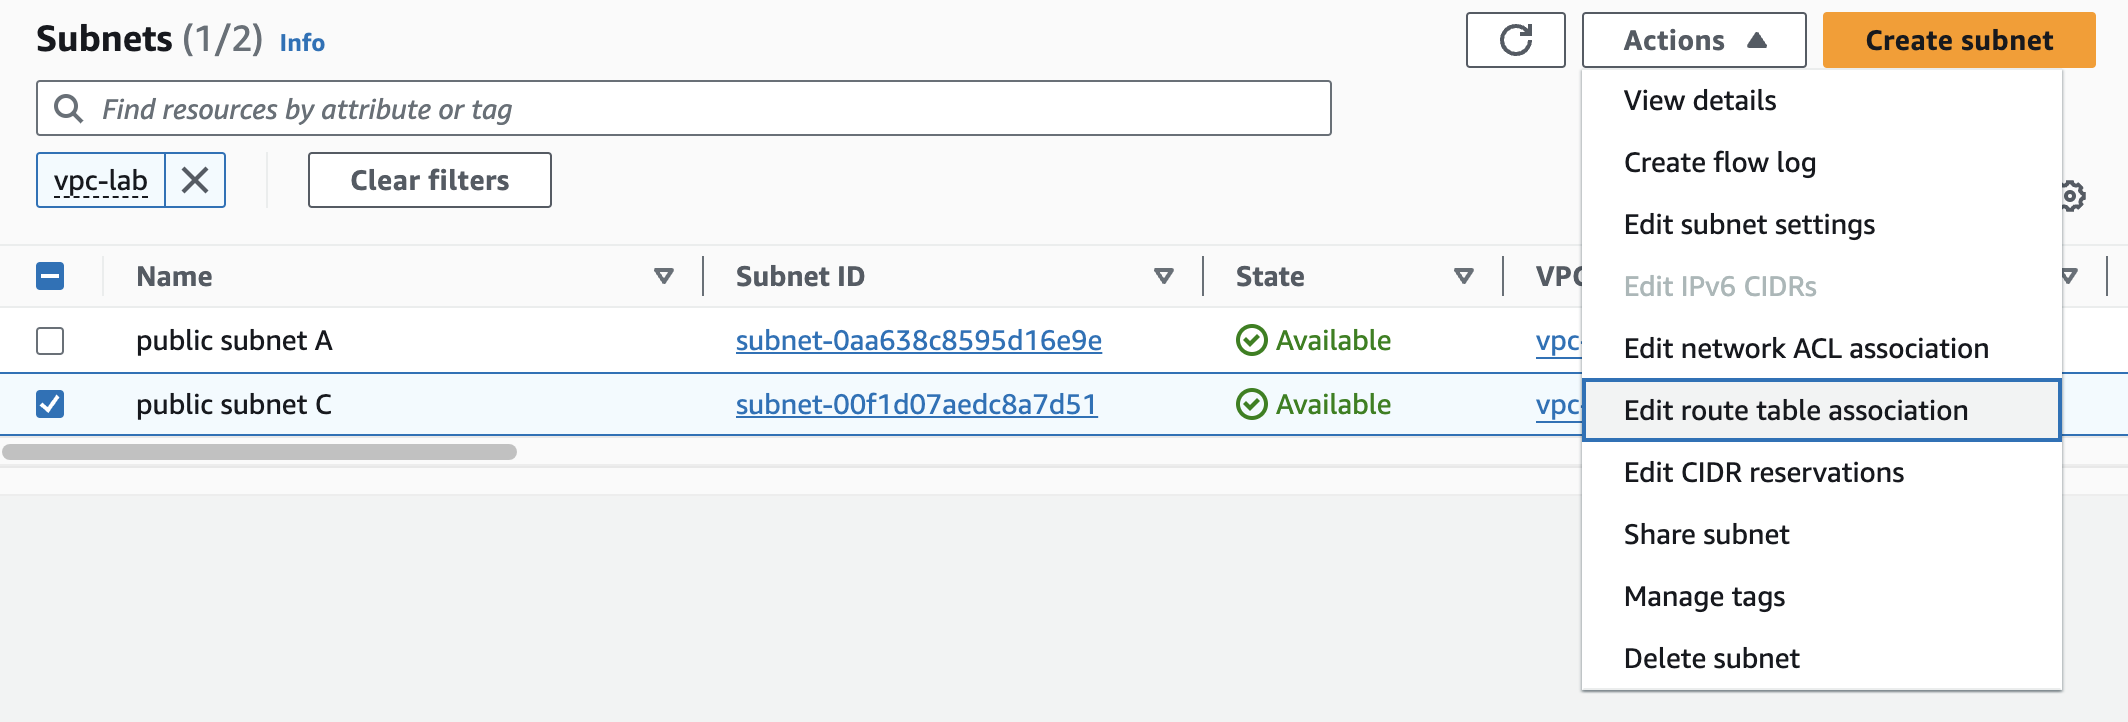 Subnets (1/2) Info
Actions
Create subnet
Find resources by attribute or tag
vpc-lab
Clear filters
View details
Create flow log
Edit subnet settings
Edit IPv6 CIDRs
Edit network ACL association
Edit route table association
Edit CIDR reservations
Share subnet
Manage tags
Delete subnet
Name Subnet ID State VPC
public subnet A subnet-0aa638c8595d16e9e Available vpc-
public subnet C subnet-00f1d07aedc8a7d51 Available vpc-